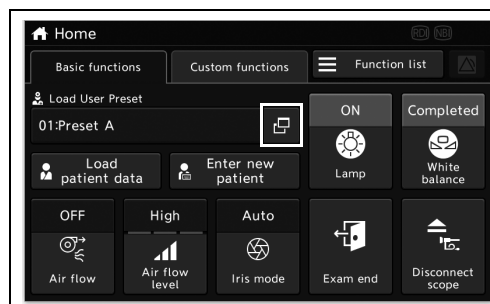 Home
RDI NBI
Basic functions
Custom functions
Function list
Load User Preset
01:Preset A
Load
patient data
Enter new
patient
ON
Lamp
Completed
White
balance
OFF
Air flow
High
Air flow
level
Auto
Iris mode
Exam end
Disconnect
scope